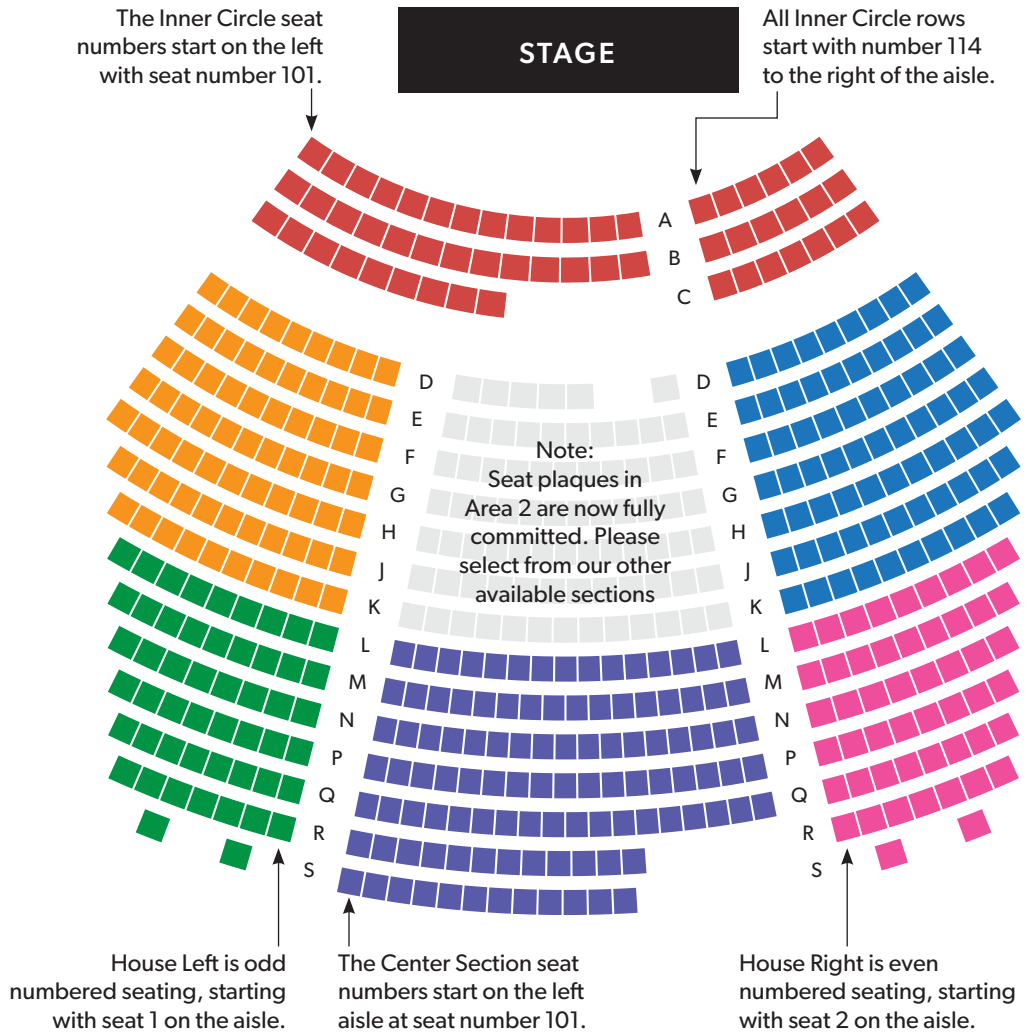 The Inner Circle seat
numbers start on the left
with seat number 101.
STAGE
All Inner Circle rows
start with number 114
to the right of the aisle.
A
B
C
D
E
F
G
H
J
K
L
M
N
P
Q
R
S
Note:
Seat plaques in
Area 2 are now fully
committed. Please
select from our other
available sections
D
E
F
G
H
J
K
L
M
N
P
Q
R
S
House Left is odd
numbered seating, starting
with seat 1 on the aisle.
The Center Section seat
numbers start on the left
aisle at seat number 101.
House Right is even
numbered seating, starting
with seat 2 on the aisle.